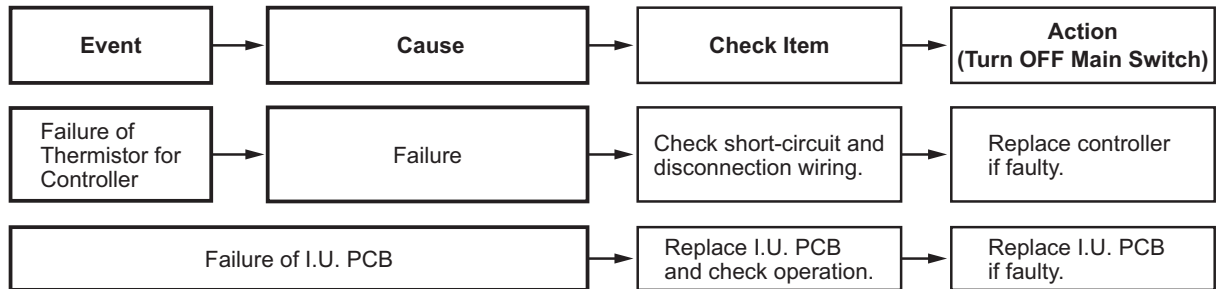 Event
Cause
Check Item
Action
(Turn OFF Main Switch)
Failure of
Thermistor for
Controller
Failure
Check short-circuit and
disconnection wiring.
Replace controller
if faulty.
Failure of I.U. PCB
Replace I.U. PCB
and check operation.
Replace I.U. PCB
if faulty.